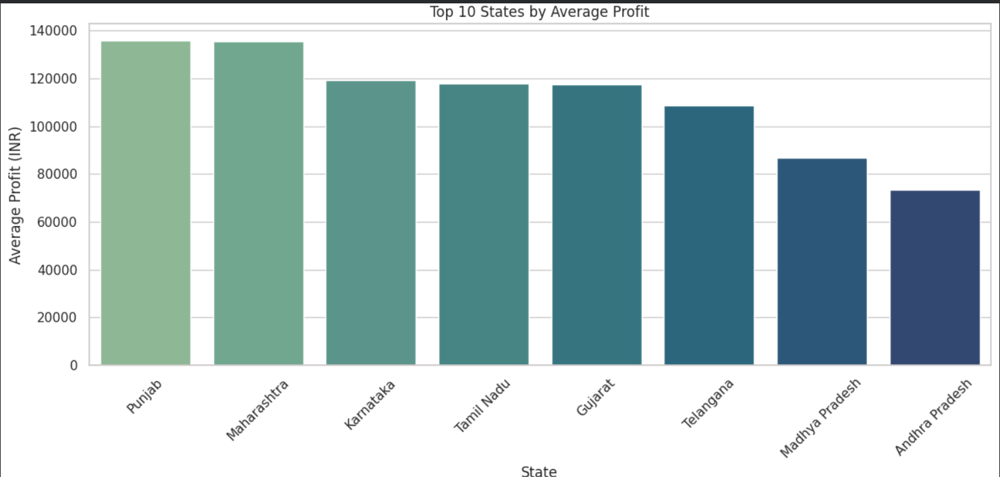 Top 10 States by Average Profit
Average Profit (INR)
140000
120000
100000
80000
60000
40000
20000
0
Punjab
Maharashtra
Karnataka
Tamil Nadu
Gujarat
Telangana
Madhya Pradesh
Andhra Pradesh
State